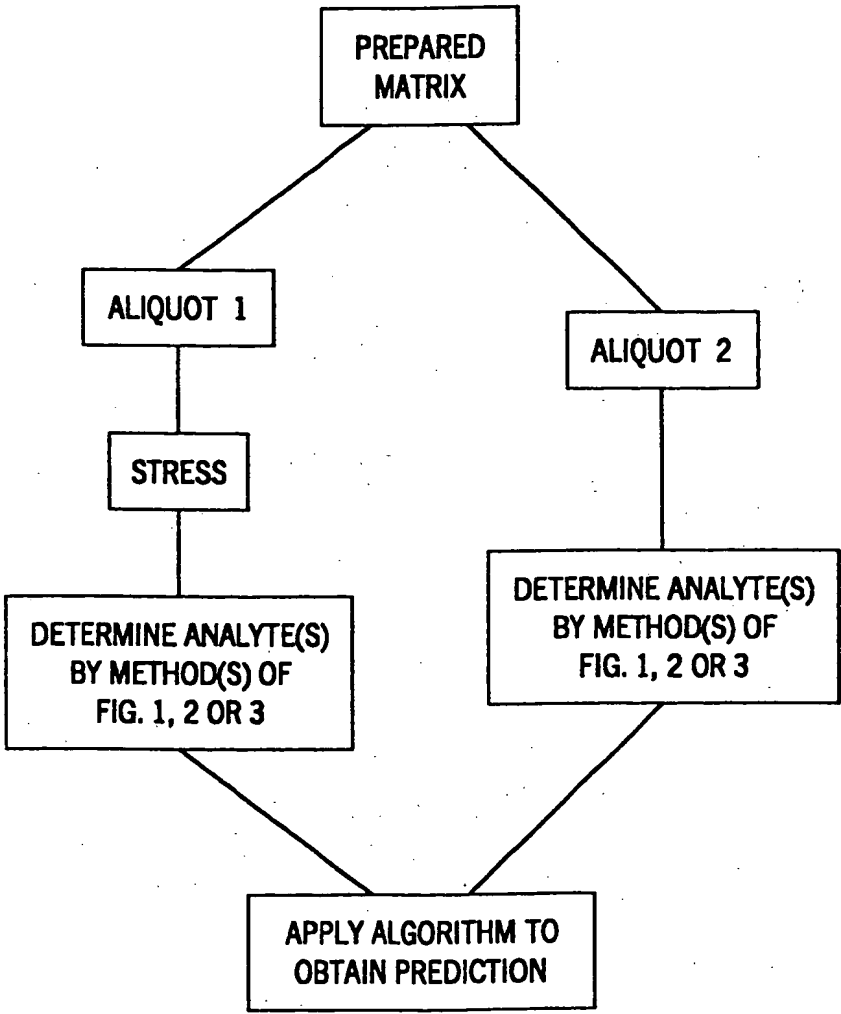 PREPARED
MATRIX
ALIQUOT 1
ALIQUOT 2
STRESS
DETERMINE ANALYTE(S)
BY METHOD(S) OF
FIG. 1, 2 OR 3
DETERMINE ANALYTE(S)
BY METHOD(S) OF
FIG. 1, 2 OR 3
APPLY ALGORITHM TO
OBTAIN PREDICTION